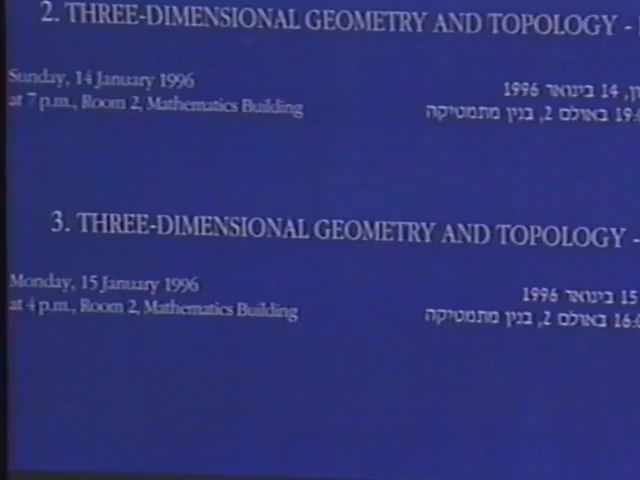 2. THREE-DIMENSIONAL GEOMETRY AND TOPOLOGY -
Sunday, 14 January 1996
at 7 p.m., Room 2, Mathematics Building
14 בינואר 1996
באולם 2, בנין מתמטיקה
3. THREE-DIMENSIONAL GEOMETRY AND TOPOLOGY -
Monday, 15 January 1996
at 4 p.m., Room 2, Mathematics Building
15 בינואר 1996
באולם 2, בנין מתמטיקה